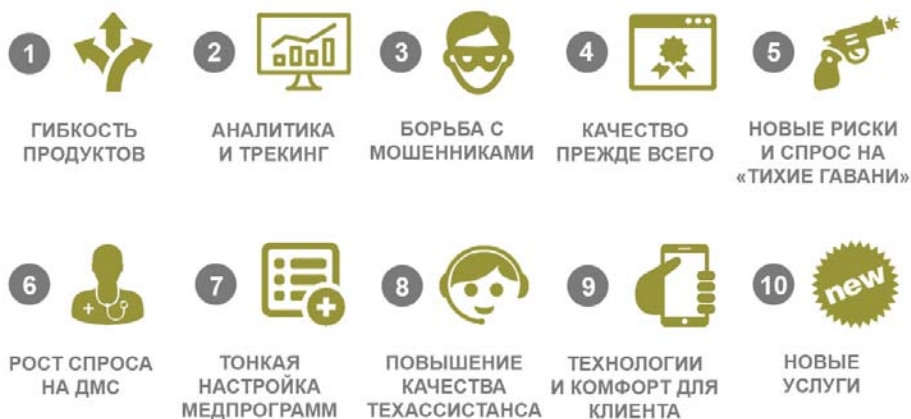 1
ГИБКОСТЬ
ПРОДУКТОВ
2
АНАЛИТИКА
И ТРЕКИНГ
3
БОРЬБА С
МОШЕННИКАМИ
4
КАЧЕСТВО
ПРЕЖДЕ ВСЕГО
5
НОВЫЕ РИСКИ
И СПРОС НА
«ТИХИЕ ГАВАНИ»
6
РОСТ СПРОСА
НА ДМС
7
ТОНКАЯ
НАСТРОЙКА
МЕДПРОГРАММ
8
ПОВЫШЕНИЕ
КАЧЕСТВА
ТЕХАССИСТАНСА
9
ТЕХНОЛОГИИ
И КОМФОРТ ДЛЯ
КЛИЕНТА
10
new
НОВЫЕ
УСЛУГИ